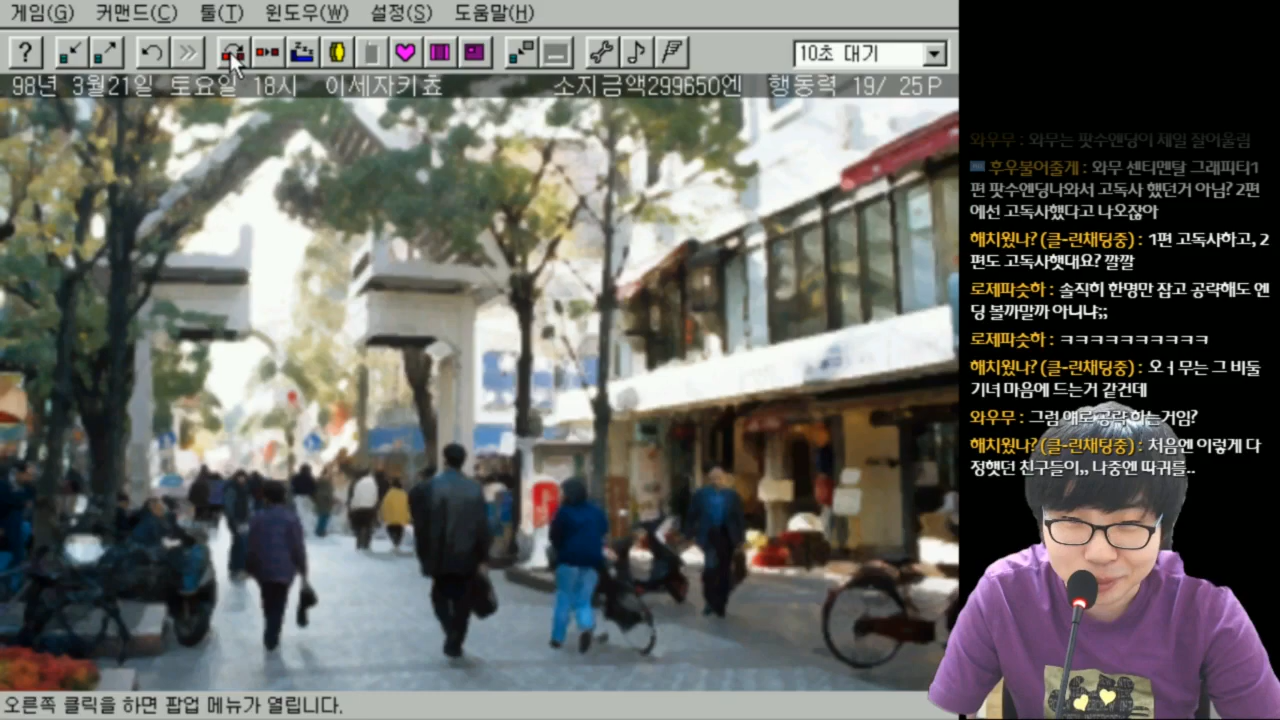 게임(G) 커맨드(C) 툴(T) 윈도우(W) 설정(S) 도움말(H)
10초 대기
98년 3월21일 토요일 18시 이세자키쵸 소지금액299650엔 행동력 19/ 25P
와우무 : 와무는 팟수엔딩이 제일 잘어울림
후우불어줄게 : 와무 센티멘탈 그래피티1
편 팟수엔딩나와서 고독사 했던거 아님? 2편
에선 고독사했다고 나오잖아
해치웠나? (클-린채팅중) : 1편 고독사하고, 2
편도 고독사햇대요? 깔깔
로제파슷하 : 솔직히 한명만 잡고 공략해도 엔
딩 볼까말까 아니냐;;
로제파슷하 : ㅋㅋㅋㅋㅋㅋㅋㅋㅋㅋ
해치웠나? (클-린채팅중) : 오ㅓ무는 그 비둘
기녀 마음에 드는거 같건데
와우무 : 그럼 얘로 공략 하는거임?
해치웠나? (클-린채팅중) : 처음엔 이렇게 다
정했던 친구들이,, 나중엔 따귀를..
오른쪽 클릭을 하면 팝업 메뉴가 열립니다.